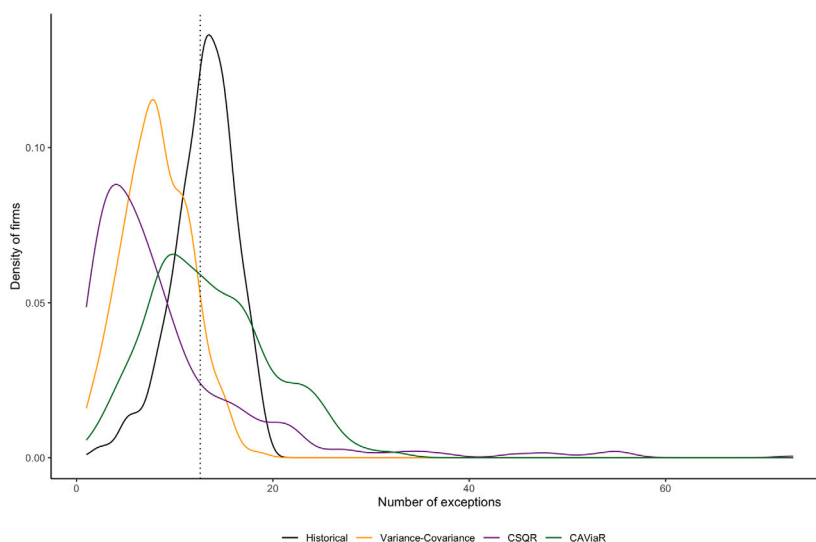 Density of firms
0.10
0.05
0.00
0 20 40 60
Number of exceptions
Historical Variance-Covariance CSQR CAViaR